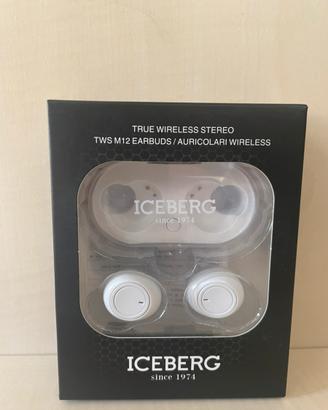 TRUE WIRELESS STEREO
TWS M12 EARBUDS / AURICOLARI WIRELESS
ICEBERG
since 1974
ICEBERG
since 1974